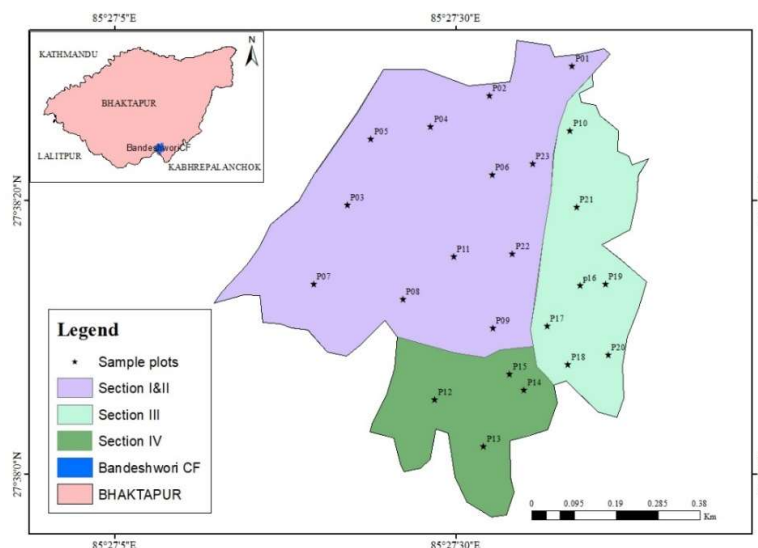 85°27'5"E
85°27'30"E
N
KATHMANDU
BHAKTAPUR
LALITPUR
Bandeshwori CF
KABHREPALANCHOK
27°38'20"N
27°38'0"N
P01
P02
P04
P10
P05
P23
P06
P03
P21
P22
P11
P07
p16
P19
P08
P09
P17
P20
P18
P15
P14
P12
P13
Legend
Sample plots
Section I&II
Section III
Section IV
Bandeshwori CF
BHAKTAPUR
0 0.095 0.19 0.285 0.38
Km
85°27'5"E
85°27'30"E